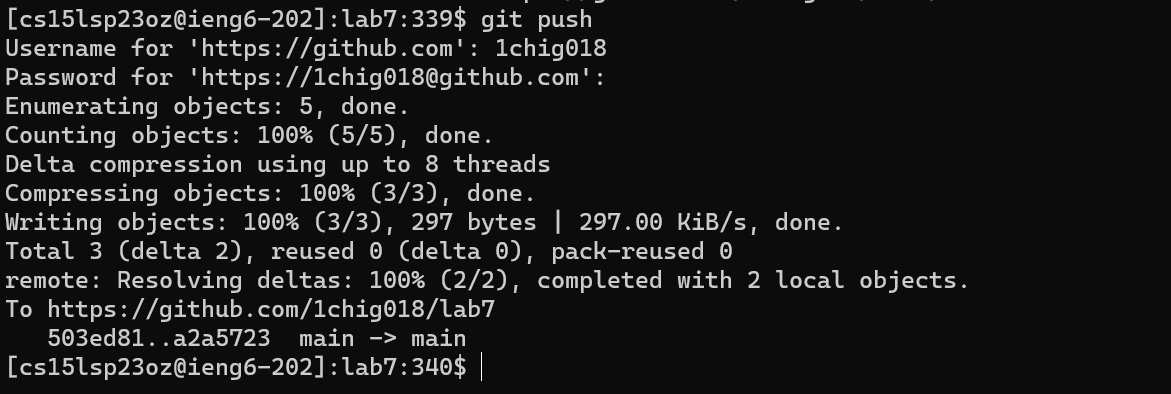 [cs15lsp23oz@ieng6-202]:lab7:339$ git push
Username for 'https://github.com': 1chig018
Password for 'https://1chig018@github.com':
Enumerating objects: 5, done.
Counting objects: 100% (5/5), done.
Delta compression using up to 8 threads
Compressing objects: 100% (3/3), done.
Writing objects: 100% (3/3), 297 bytes | 297.00 KiB/s, done.
Total 3 (delta 2), reused 0 (delta 0), pack-reused 0
remote: Resolving deltas: 100% (2/2), completed with 2 local objects.
To https://github.com/1chig018/lab7
   503ed81..a2a5723  main -> main
[cs15lsp23oz@ieng6-202]:lab7:340$